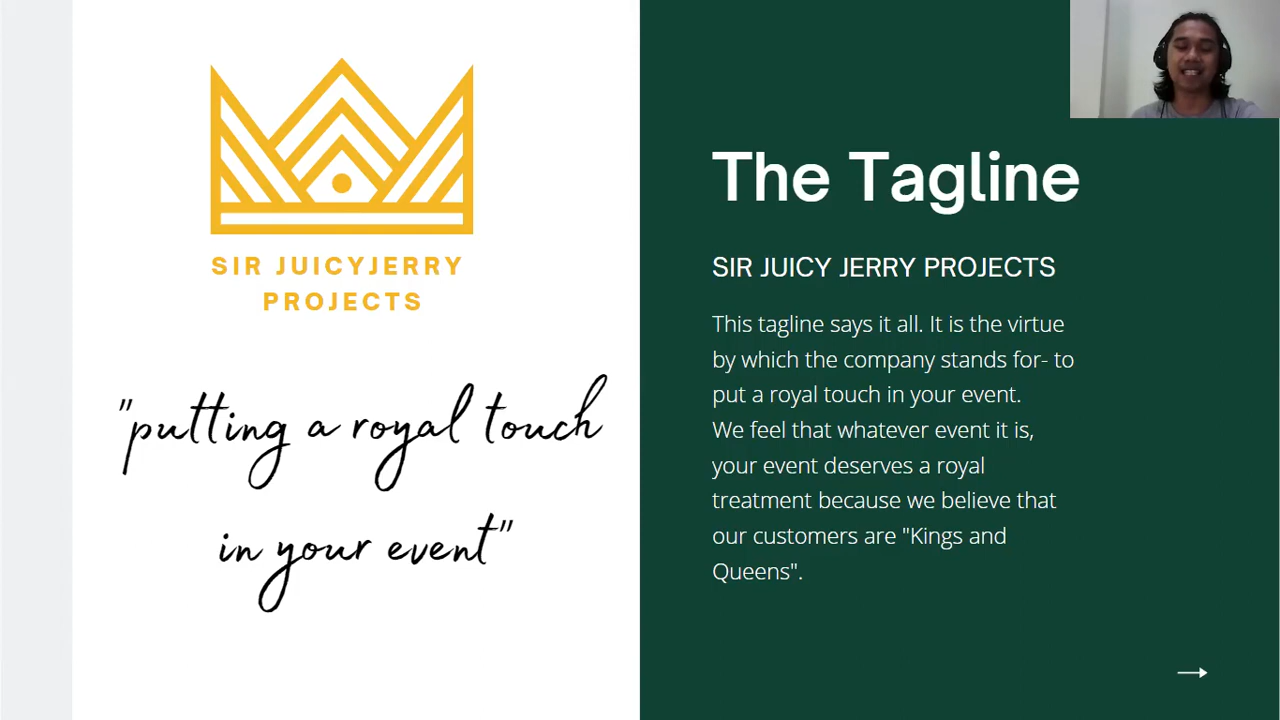 SIR JUICYJERRY
PROJECTS
"putting a royal touch
in your event"
The Tagline
SIR JUICY JERRY PROJECTS
This tagline says it all. It is the virtue
by which the company stands for- to
put a royal touch in your event.
We feel that whatever event it is,
your event deserves a royal
treatment because we believe that
our customers are "Kings and
Queens".